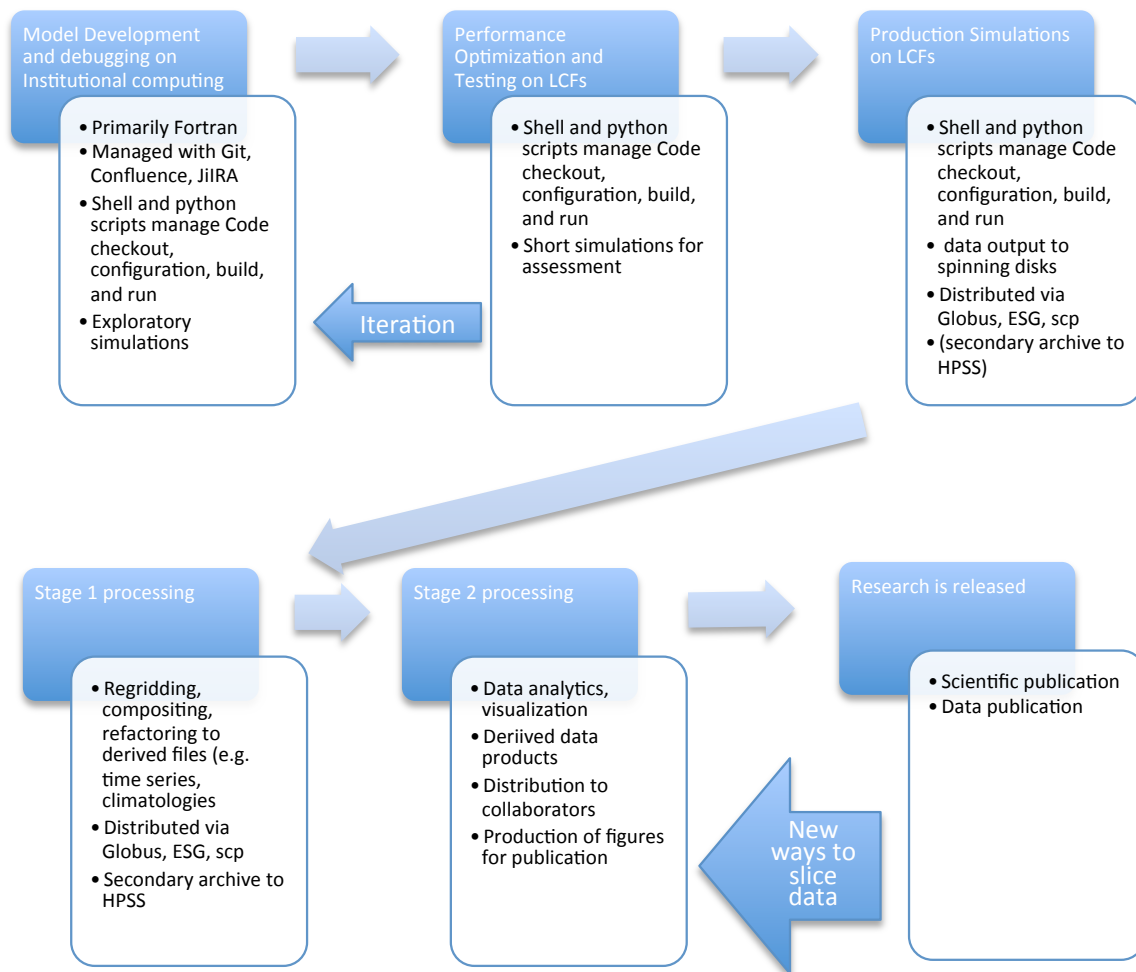 Model Development
and debugging on
Institutional computing
• Primarily Fortran
• Managed with Git,
Confluence, JiIRA
• Shell and python
scripts manage Code
checkout,
configuration, build,
and run
• Exploratory
simulations
Performance
Optimization and
Testing on LCFs
• Shell and python
scripts manage Code
checkout,
configuration, build,
and run
• Short simulations for
assessment
Iteration
Production Simulations
on LCFs
• Shell and python
scripts manage Code
checkout,
configuration, build,
and run
• data output to
spinning disks
• Distributed via
Globus, ESG, scp
• (secondary archive to
HPSS)
Stage 1 processing
• Regridding,
compositing,
refactoring to
derived files (e.g.
time series,
climatologies
• Distributed via
Globus, ESG, scp
• Secondary archive to
HPSS
Stage 2 processing
• Data analytics,
visualization
• Deriived data
products
• Distribution to
collaborators
• Production of figures
for publication
Research is released
• Scientific publication
• Data publication
New
ways to
slice
data